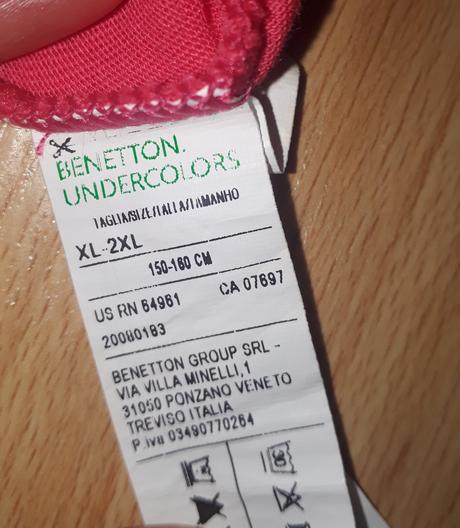 BENETTON.
UNDERCOLORS
TAGLIA/SIZE/TALLA/TAMANHO
XL-2XL
150-160 CM
US RN 64961 CA 07697
20080183
BENETTON GROUP SRL -
VIA VILLA MINELLI,1
31050 PONZANO VENETO
TREVISO ITALIA
P.iva 03490770264